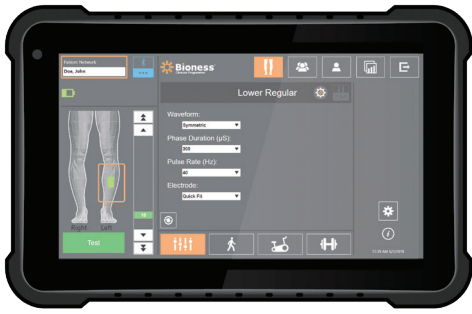 Patient Network
Doe, John
Bioness
Lower Regular
Waveform:
Symmetric
Phase Duration (µS):
300
Pulse Rate (Hz):
40
Electrode:
Quick Fit
Right
Left
Test